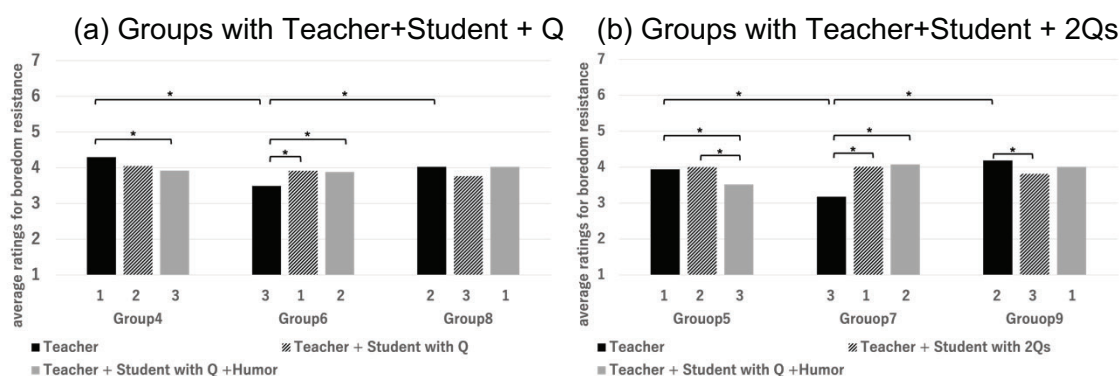 (a) Groups with Teacher+Student + Q
average ratings for boredom resistance
7
6
5
4
3
2
1
*
*
*
*
*
1 2 3 3 1 2 2 3 1
Group4 Group6 Group8
Teacher Teacher + Student with Q
Teacher + Student with Q +Humor
(b) Groups with Teacher+Student + 2Qs
average ratings for boredom resistance
7
6
5
4
3
2
1
*
*
*
*
*
*
*
1 2 3 3 1 2 2 3 1
Grouop5 Grouop7 Grouop9
Teacher Teacher + Student with 2Qs
Teacher + Student with Q +Humor